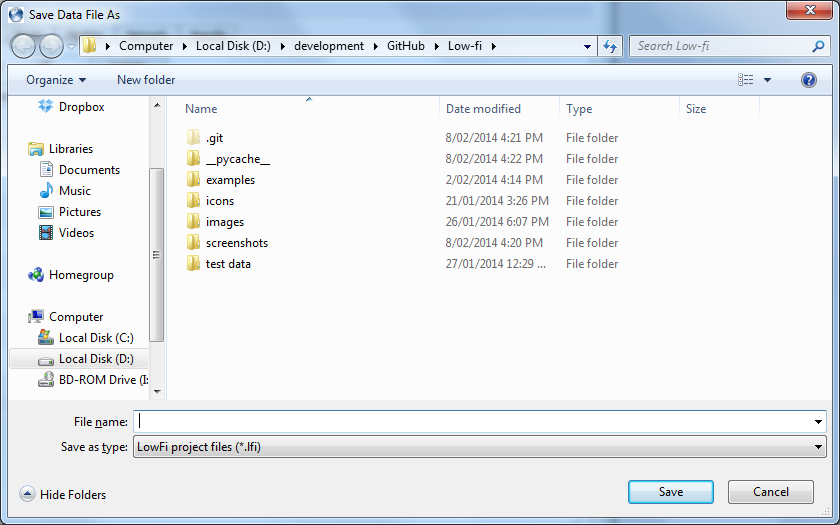 Save Data File As
Computer Local Disk (D:) development GitHub Low-fi
Search Low-fi
Organize New folder
Dropbox
Libraries
Documents
Music
Pictures
Videos
Homegroup
Computer
Local Disk (C:)
Local Disk (D:)
BD-ROM Drive (I:
Name Date modified Type Size
.git 8/02/2014 4:21 PM File folder
__pycache__ 8/02/2014 4:22 PM File folder
examples 2/02/2014 4:14 PM File folder
icons 21/01/2014 3:26 PM File folder
images 26/01/2014 6:07 PM File folder
screenshots 8/02/2014 4:20 PM File folder
test data 27/01/2014 12:29 ... File folder
File name:
Save as type: LowFi project files (*.lfi)
Hide Folders
Save
Cancel